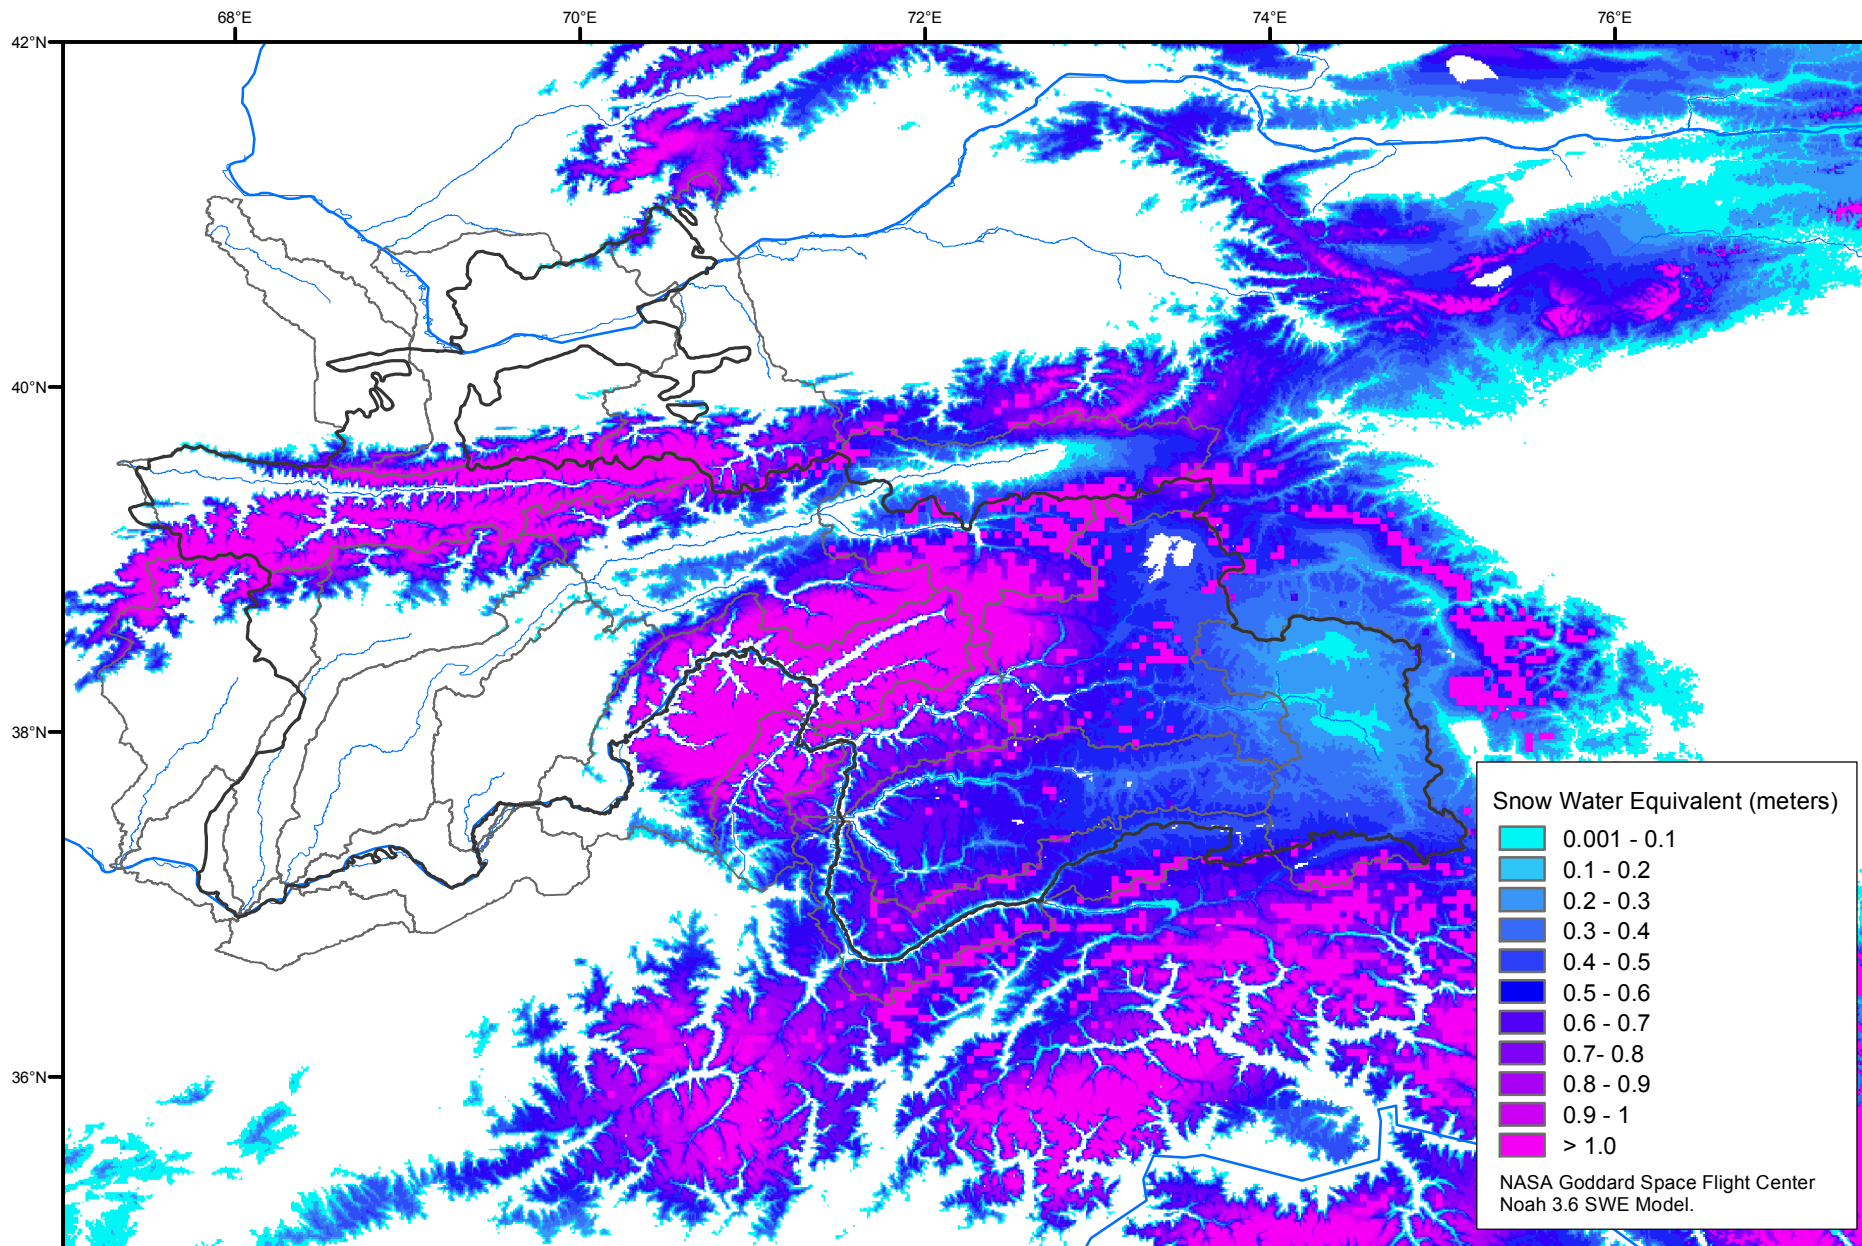 68°E
70°E
72°E
74°E
76°E
42°N
40°N
38°N
36°N
Snow Water Equivalent (meters)
0.001 - 0.1
0.1 - 0.2
0.2 - 0.3
0.3 - 0.4
0.4 - 0.5
0.5 - 0.6
0.6 - 0.7
0.7- 0.8
0.8 - 0.9
0.9 - 1
> 1.0
NASA Goddard Space Flight Center
Noah 3.6 SWE Model.